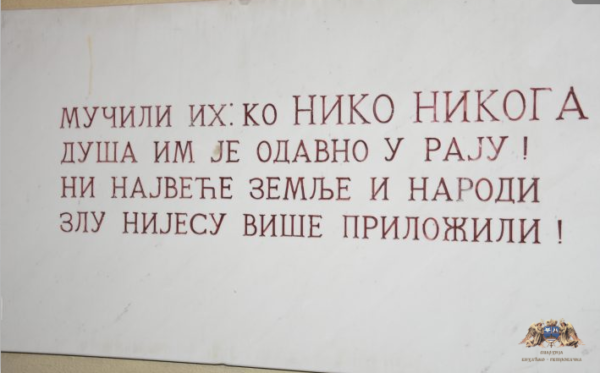 МУЧИЛИ ИХ: КО НИКО НИКОГА
ДУША ИМ ЈЕ ОДАВНО У РАЈУ !
НИ НАЈВЕЋЕ ЗЕМЉЕ И НАРОДИ
ЗЛУ НИЈЕСУ ВИШЕ ПРИЛОЖИЛИ !